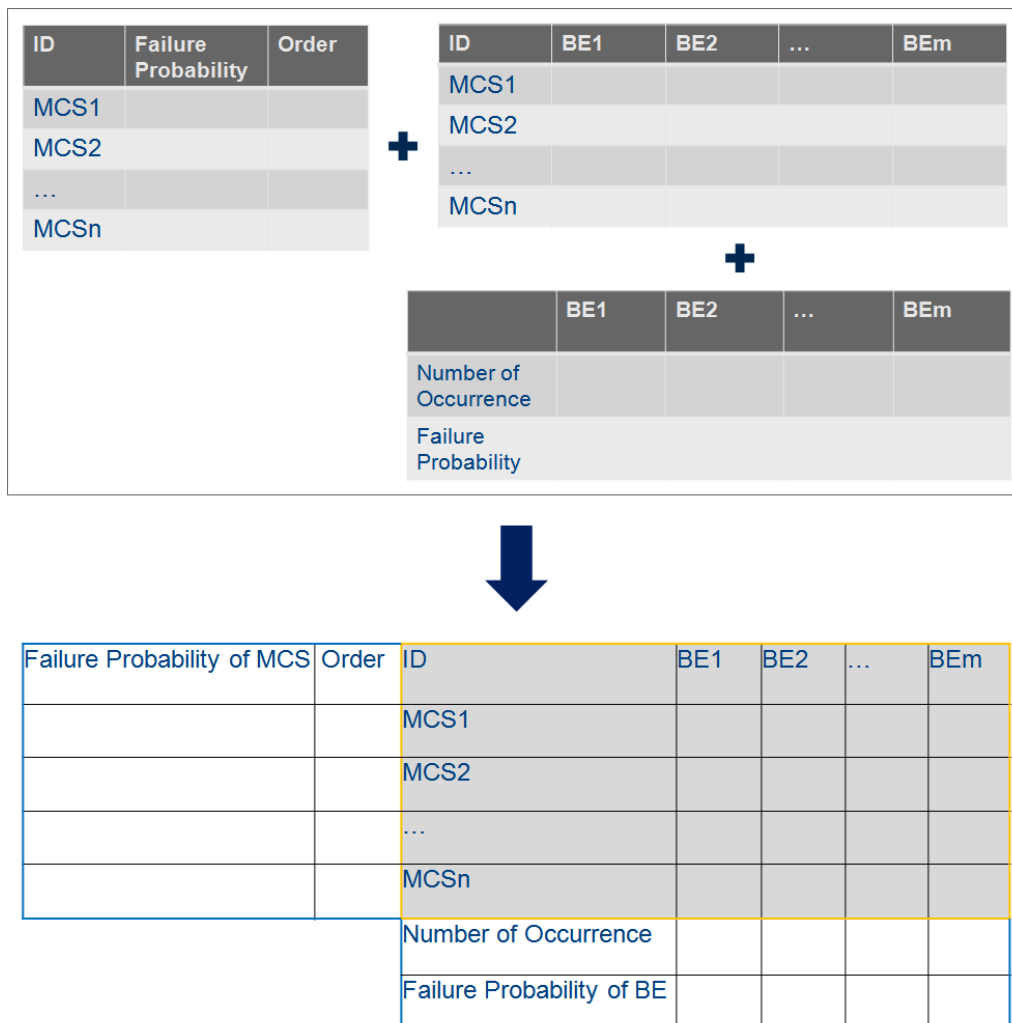 ID Failure Probability Order
MCS1
MCS2
…
MCSn
ID BE1 BE2 … BEm
MCS1
MCS2
…
MCSn
BE1 BE2 … BEm
Number of
Occurrence
Failure
Probability
Failure Probability of MCS Order ID BE1 BE2 … BEm
MCS1
MCS2
…
MCSn
Number of Occurrence
Failure Probability of BE